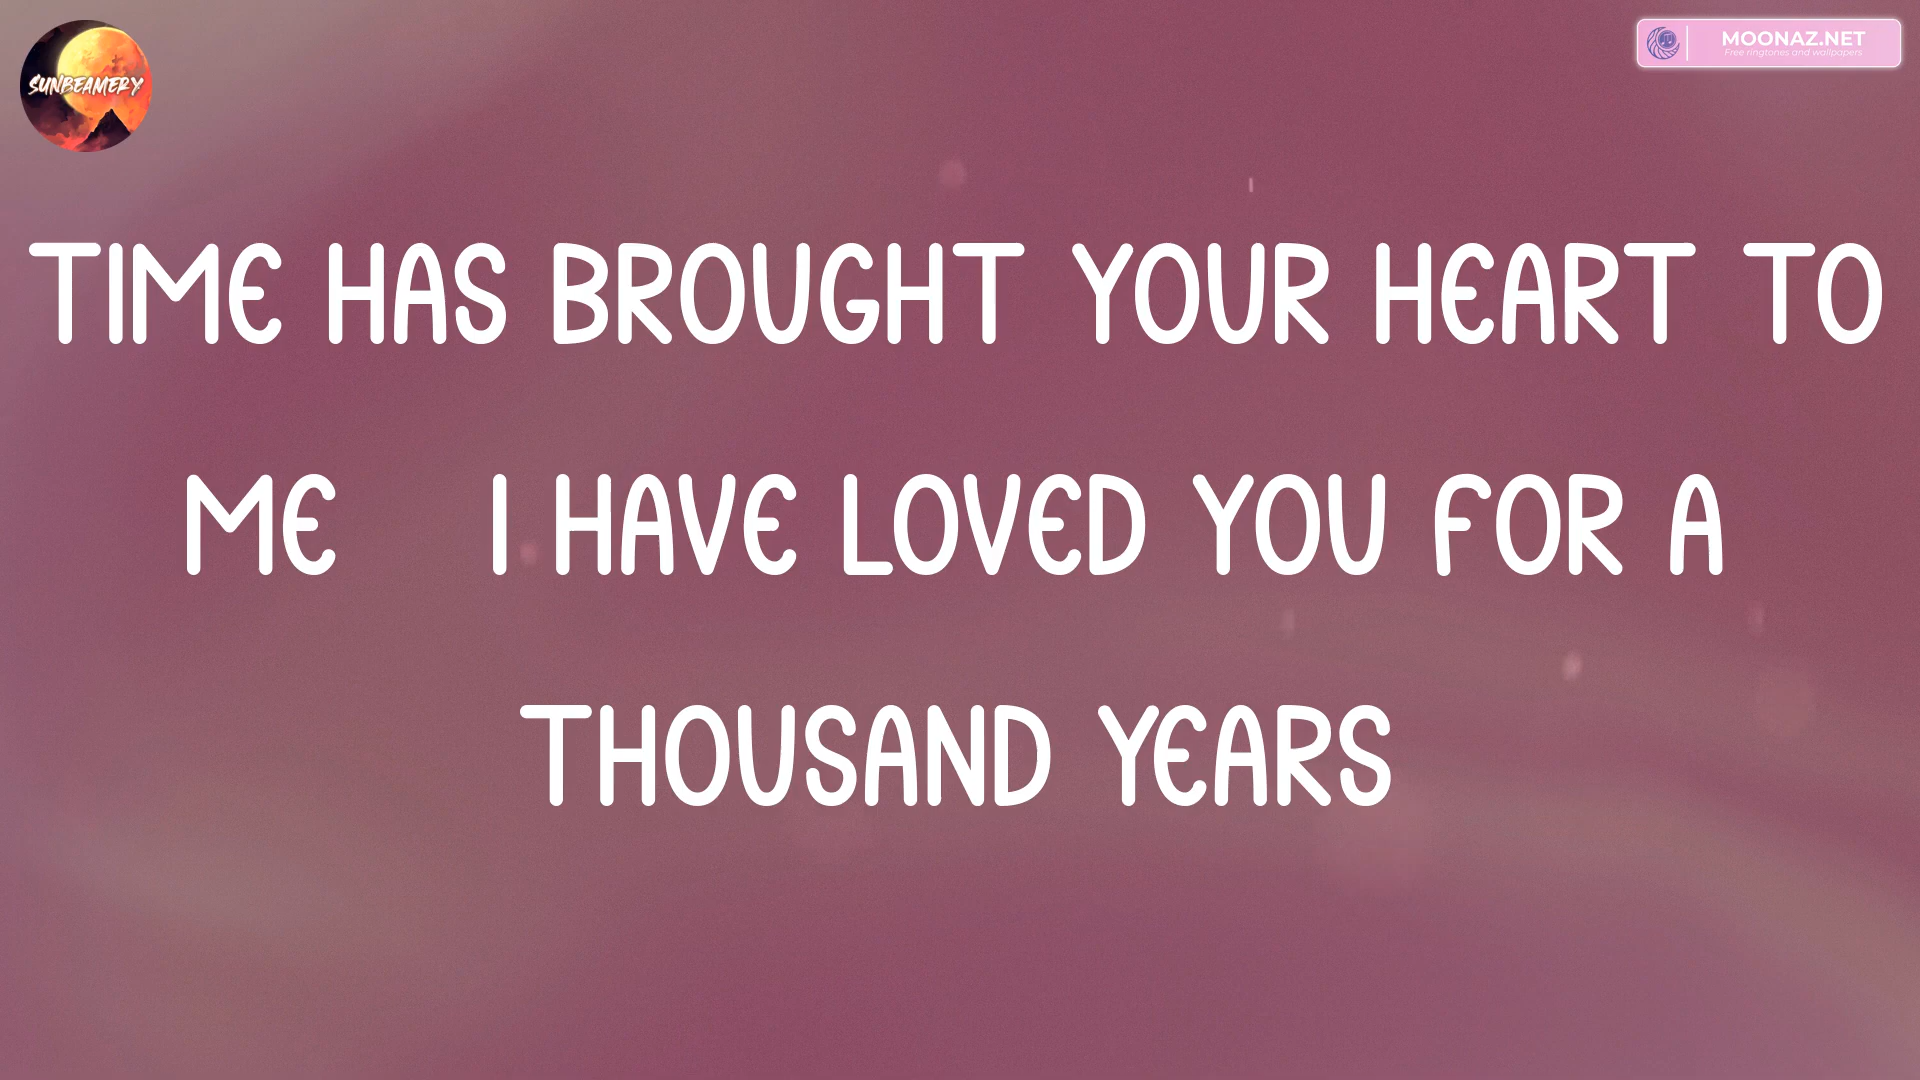 SUNBEAMERY
MOONAZ.NET
Free ringtones and wallpapers
TIME HAS BROUGHT YOUR HEART TO
ME I HAVE LOVED YOU FOR A
THOUSAND YEARS